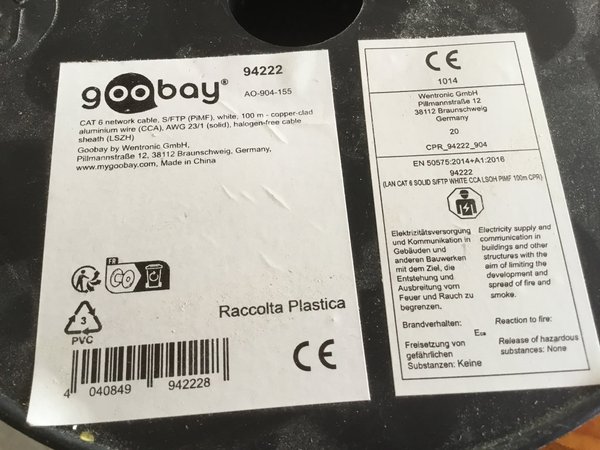 goobay®
94222
AO-904-155
CAT 6 network cable, S/FTP (PiMF), white, 100 m - copper-clad
aluminium wire (CCA), AWG 23/1 (solid), halogen-free cable
sheath (LSZH)
Goobay by Wentronic GmbH,
Pillmannstraße 12, 38112 Braunschweig, Germany,
www.mygoobay.com, Made in China
FR
3
PVC
Raccolta Plastica
4 040849 942228
CE
CE
1014
Wentronic GmbH
Pillmannstraße 12
38112 Braunschweig
Germany
20
CPR_94222_904
EN 50575:2014+A1:2016
94222
(LAN CAT 6 SOLID S/FTP WHITE CCA LSOH PIMF 100m CPR)
Elektrizitätsversorgung
und Kommunikation in
Gebäuden und
anderen Bauwerken
mit dem Ziel, die
Entstehung und
Ausbreitung vom
Feuer und Rauch zu
begrenzen.
Electricity supply and
communication in
buildings and other
structures with the
aim of limiting the
development and
spread of fire and
smoke.
Brandverhalten:
Reaction to fire:
Eca
Freisetzung von
gefährlichen
Substanzen: Keine
Release of hazardous
substances: None